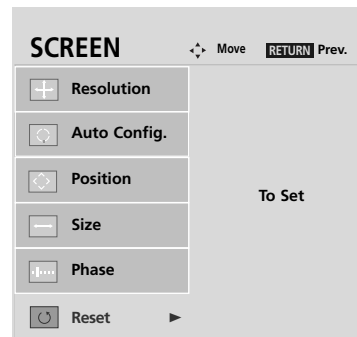 SCREEN Move RETURN Prev.
Resolution
Auto Config.
Position
To Set
Size
Phase
Reset